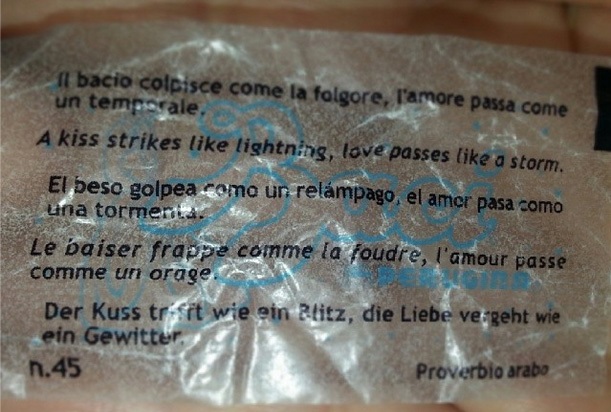 Il bacio colpisce come la folgore, l'amore passa come
un temporale.
A kiss strikes like lightning, love passes like a storm.
El beso golpea como un relámpago, el amor pasa como
una tormenta.
Le baiser frappe comme la foudre, l'amour passe
comme un orage.
Der Kuss trifft wie ein Blitz, die Liebe vergeht wie
ein Gewitter.
n.45 Proverbio arabo
Baci
PERUGINA